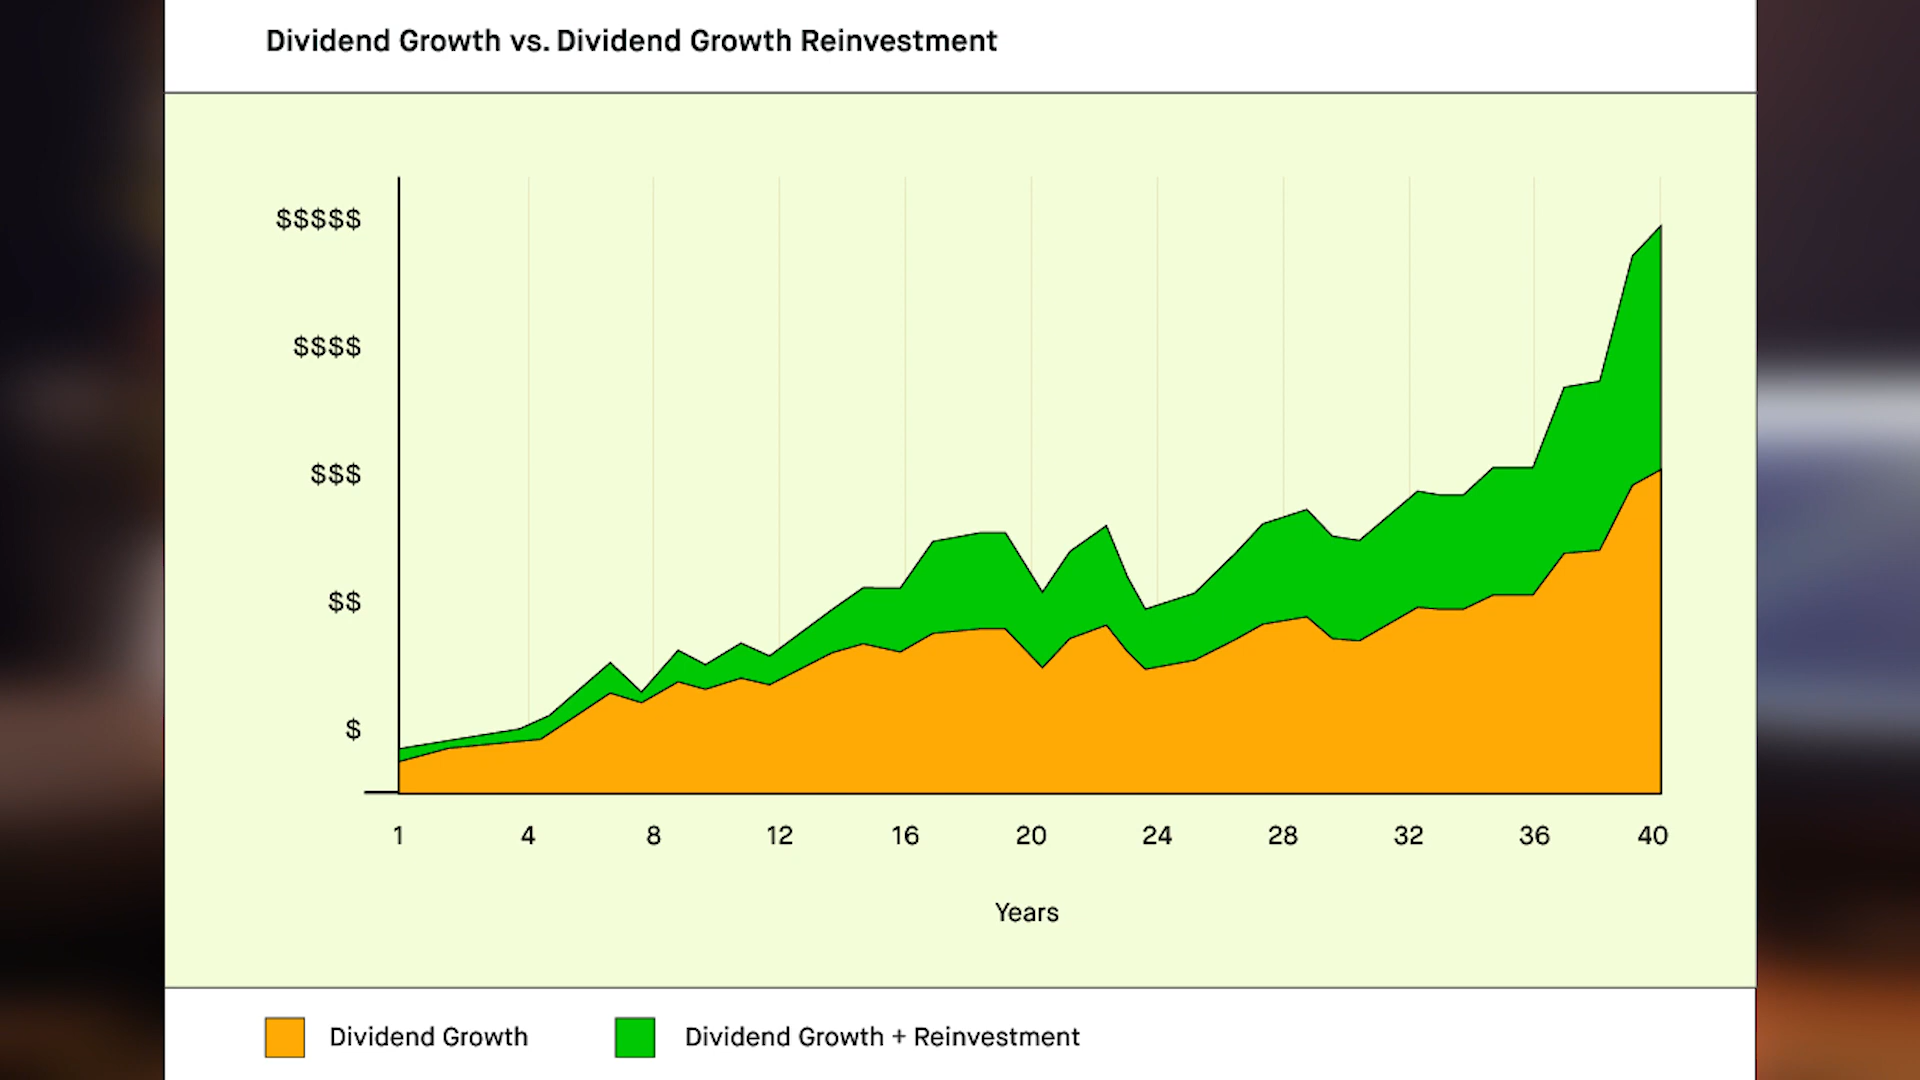 Dividend Growth vs. Dividend Growth Reinvestment
$$$$$
$$$$
$$$
$$
$
1 4 8 12 16 20 24 28 32 36 40
Years
Dividend Growth
Dividend Growth + Reinvestment